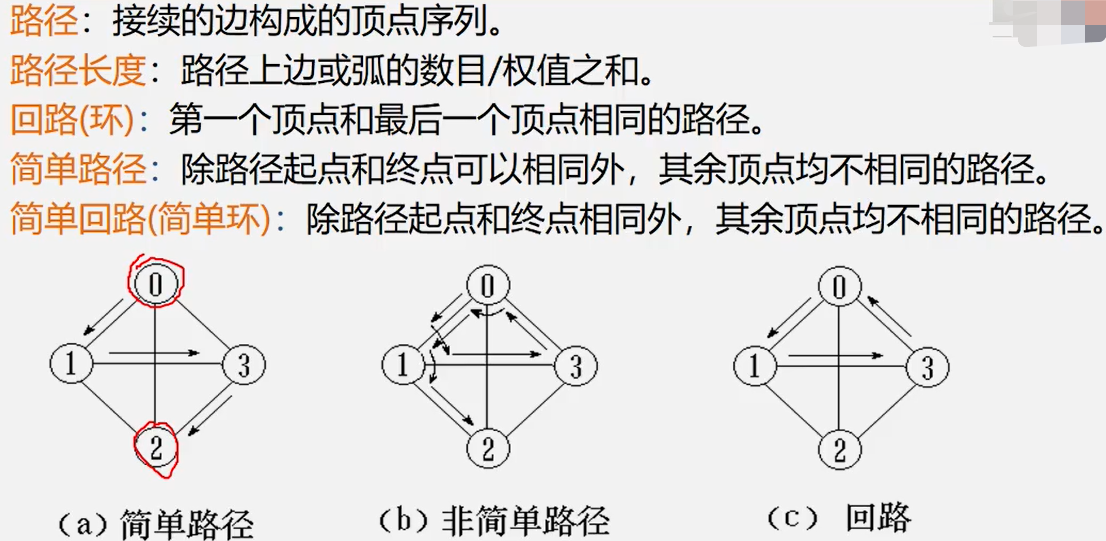 路径：接续的边构成的顶点序列。
路径长度：路径上边或弧的数目/权值之和。
回路(环)：第一个顶点和最后一个顶点相同的路径。
简单路径：除路径起点和终点可以相同外，其余顶点均不相同的路径。
简单回路(简单环)：除路径起点和终点相同外，其余顶点均不相同的路径。
0 0 0
1 3 1 3 1 3
2 2 2
（a）简单路径 （b）非简单路径 （c） 回路